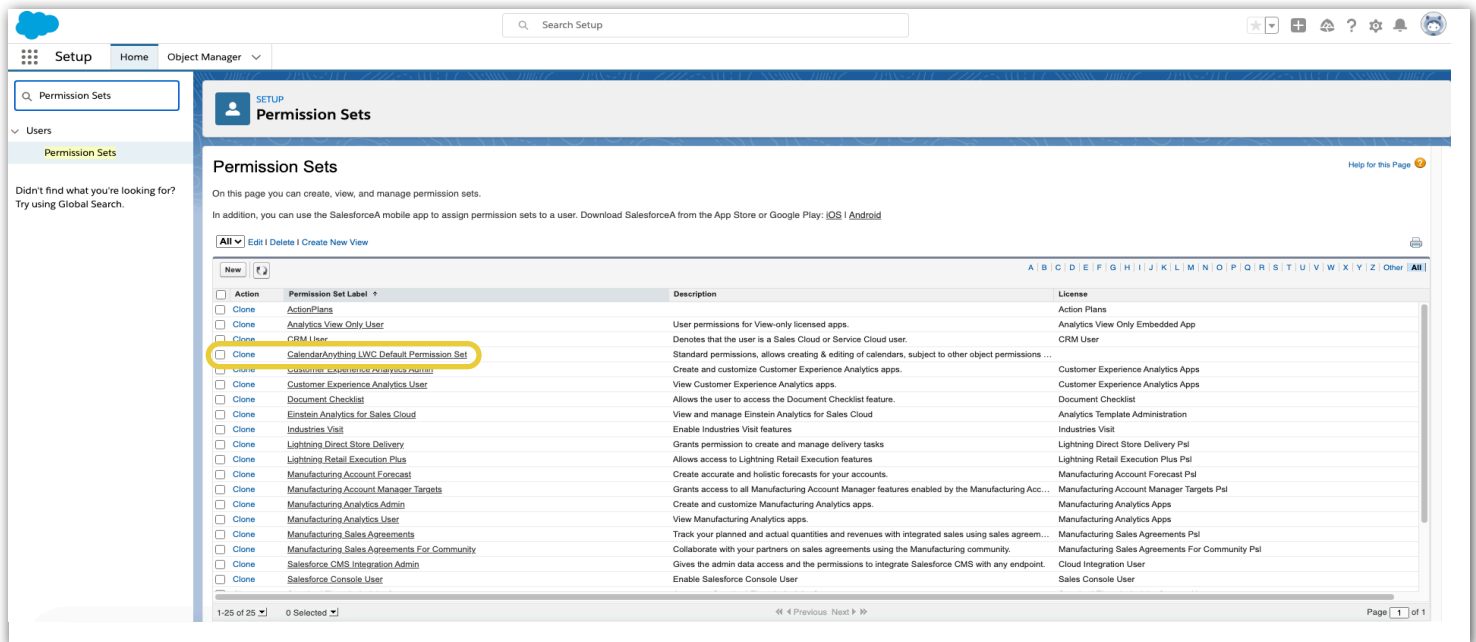 Search Setup
Setup Home Object Manager
Permission Sets
Users
Permission Sets
Didn't find what you're looking for?
Try using Global Search.
SETUP
Permission Sets
Permission Sets
Help for this Page
On this page you can create, view, and manage permission sets.
In addition, you can use the SalesforceA mobile app to assign permission sets to a user. Download SalesforceA from the App Store or Google Play: iOS | Android
All Edit | Delete | Create New View
New A B C D E F G H I J K L M N O P Q R S T U V W X Y Z Other All
Action Permission Set Label Description License
Clone ActionPlans Action Plans
Clone Analytics View Only User User permissions for View-only licensed apps. Analytics View Only Embedded App
Clone CRM User Denotes that the user is a Sales Cloud or Service Cloud user. CRM User
Clone CalendarAnything LWC Default Permission Set Standard permissions, allows creating & editing of calendars, subject to other object permissions ...
Clone Customer Experience Analytics Admin Create and customize Customer Experience Analytics apps. Customer Experience Analytics Apps
Clone Customer Experience Analytics User View Customer Experience Analytics apps. Customer Experience Analytics Apps
Clone Document Checklist Allows the user to access the Document Checklist feature. Document Checklist
Clone Einstein Analytics for Sales Cloud View and manage Einstein Analytics for Sales Cloud Analytics Template Administration
Clone Industries Visit Enable Industries Visit features Industries Visit
Clone Lightning Direct Store Delivery Grants permission to create and manage delivery tasks Lightning Direct Store Delivery Psl
Clone Lightning Retail Execution Plus Allows access to Lightning Retail Execution features Lightning Retail Execution Plus Psl
Clone Manufacturing Account Forecast Create accurate and holistic forecasts for your accounts. Manufacturing Account Forecast Psl
Clone Manufacturing Account Manager Targets Grants access to all Manufacturing Account Manager features enabled by the Manufacturing Acc... Manufacturing Account Manager Targets Psl
Clone Manufacturing Analytics Admin Create and customize Manufacturing Analytics apps. Manufacturing Analytics Apps
Clone Manufacturing Analytics User View Manufacturing Analytics apps. Manufacturing Analytics Apps
Clone Manufacturing Sales Agreements Track your planned and actual quantities and revenues with integrated sales using sales agreem... Manufacturing Sales Agreements Psl
Clone Manufacturing Sales Agreements For Community Collaborate with your partners on sales agreements using the Manufacturing community. Manufacturing Sales Agreements For Community Psl
Clone Salesforce CMS Integration Admin Gives the admin data access and the permissions to integrate Salesforce CMS with any endpoint. Cloud Integration User
Clone Salesforce Console User Enable Salesforce Console User Sales Console User
1-25 of 25 0 Selected Previous Next Page 1 of 1